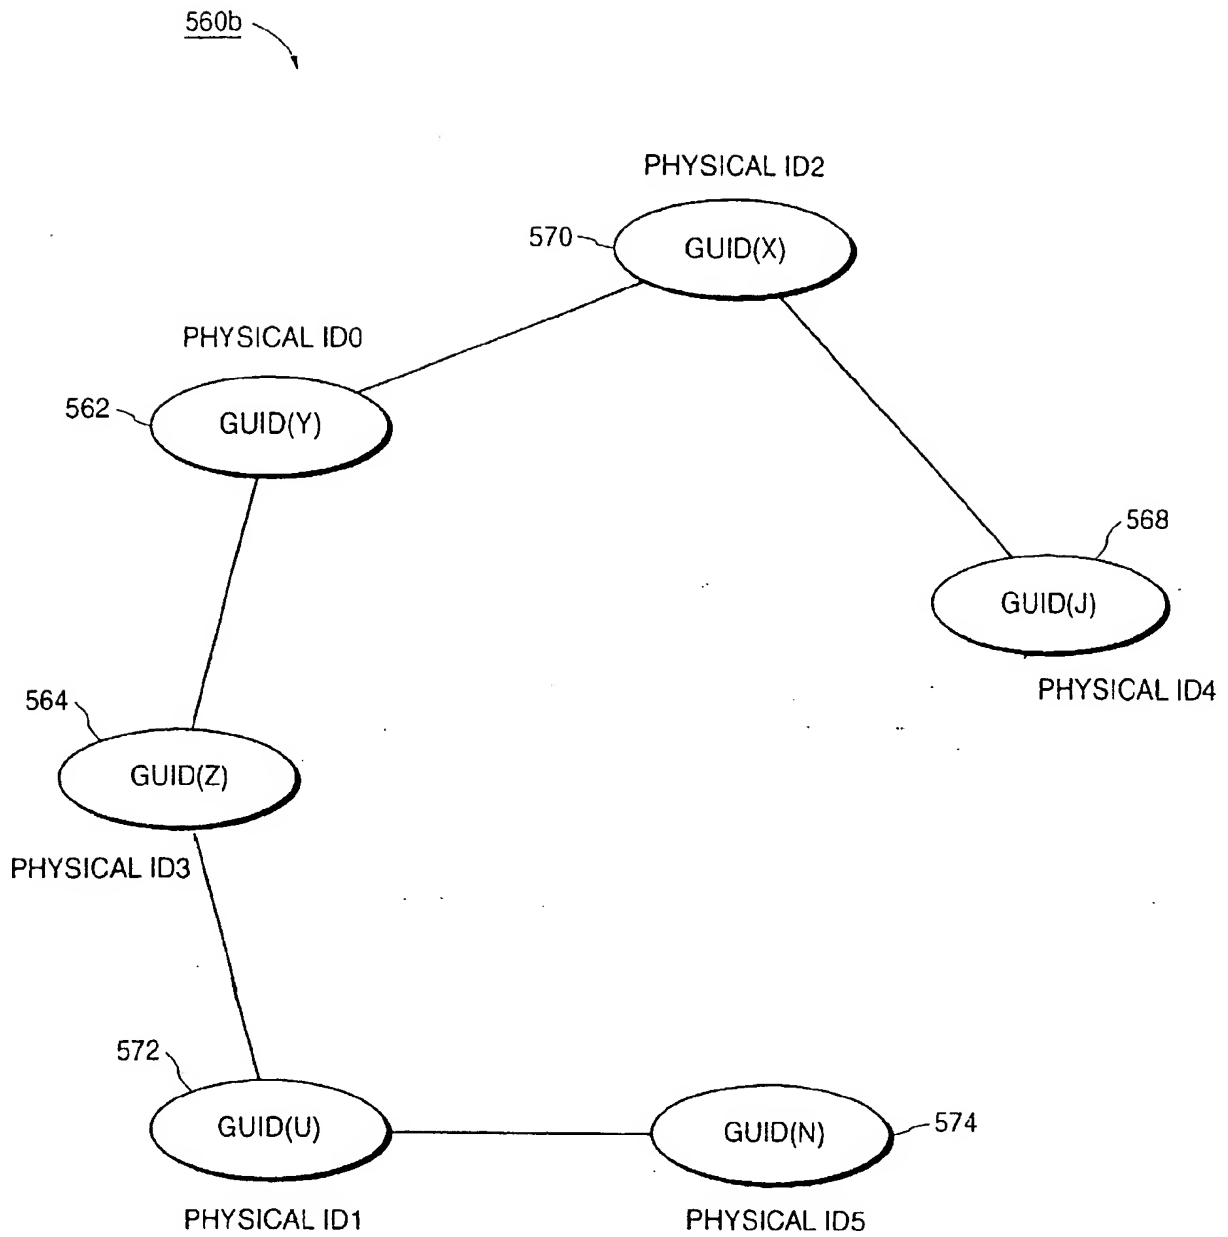 560b
PHYSICAL ID2
570
GUID(X)
PHYSICAL ID0
562
GUID(Y)
568
GUID(J)
PHYSICAL ID4
564
GUID(Z)
PHYSICAL ID3
572
GUID(U)
GUID(N)
574
PHYSICAL ID1
PHYSICAL ID5